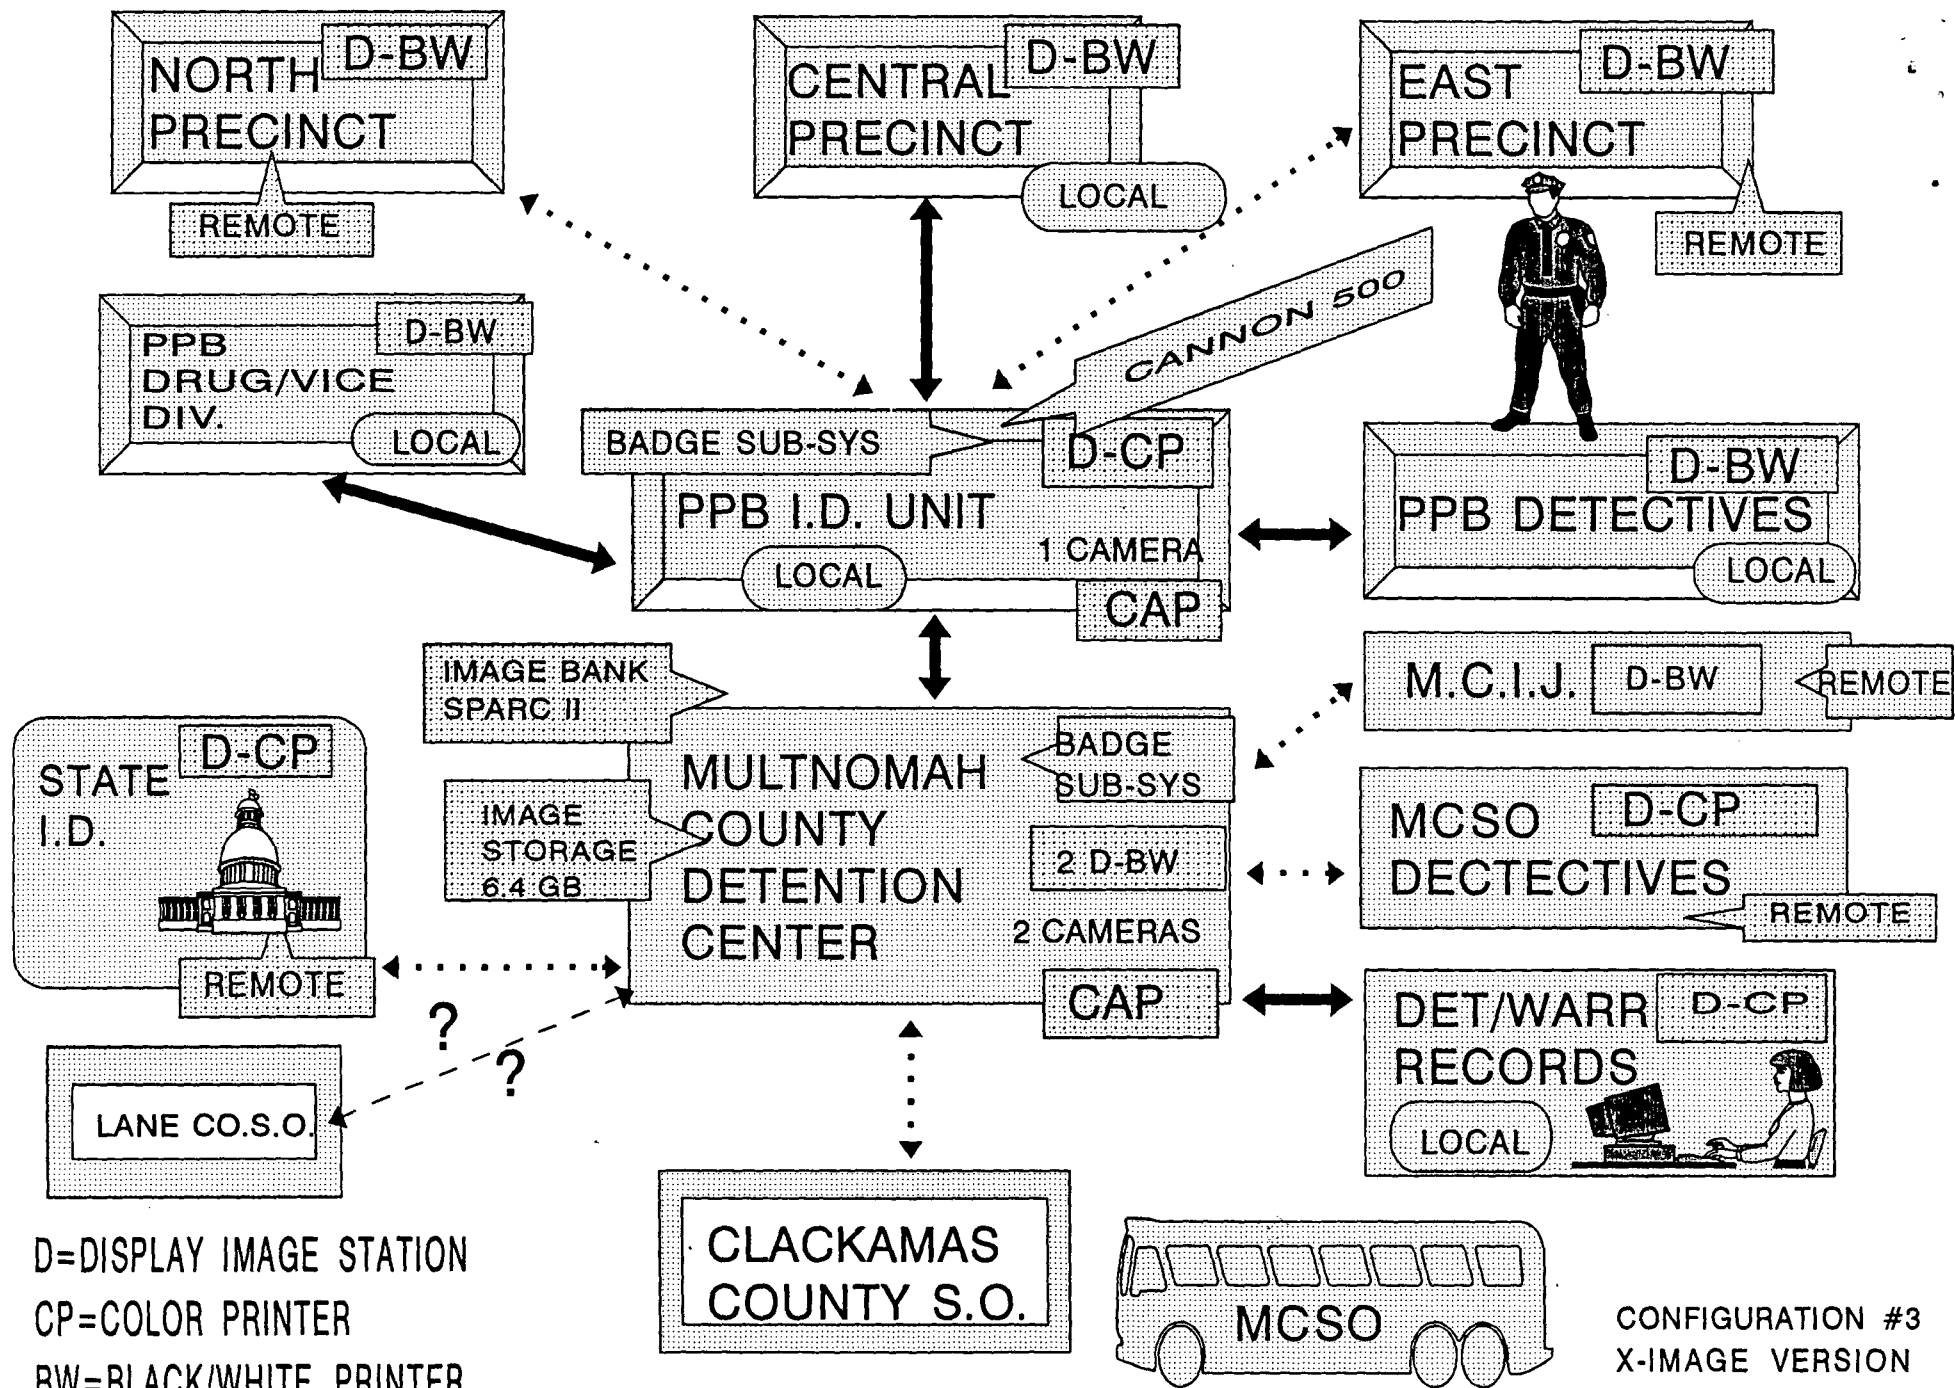 NORTH
PRECINCT
D-BW
REMOTE
CENTRAL
PRECINCT
D-BW
LOCAL
EAST
PRECINCT
D-BW
REMOTE
PPB
DRUG/VICE
DIV.
D-BW
LOCAL
CANNON 500
BADGE SUB-SYS
D-CP
PPB I.D. UNIT
1 CAMERA
LOCAL
CAP
D-BW
PPB DETECTIVES
LOCAL
IMAGE BANK
SPARC II
M.C.I.J.
D-BW
REMOTE
STATE
I.D.
D-CP
REMOTE
IMAGE
STORAGE
6.4 GB
MULTNOMAH
COUNTY
DETENTION
CENTER
BADGE
SUB-SYS
2 D-BW
2 CAMERAS
CAP
MCSO
DECTECTIVES
D-CP
REMOTE
DET/WARR
RECORDS
D-CP
LOCAL
?
?
LANE CO.S.O.
CLACKAMAS
COUNTY S.O.
MCSO
D=DISPLAY IMAGE STATION
CP=COLOR PRINTER
BW=BLACK/WHITE PRINTER
CONFIGURATION #3
X-IMAGE VERSION